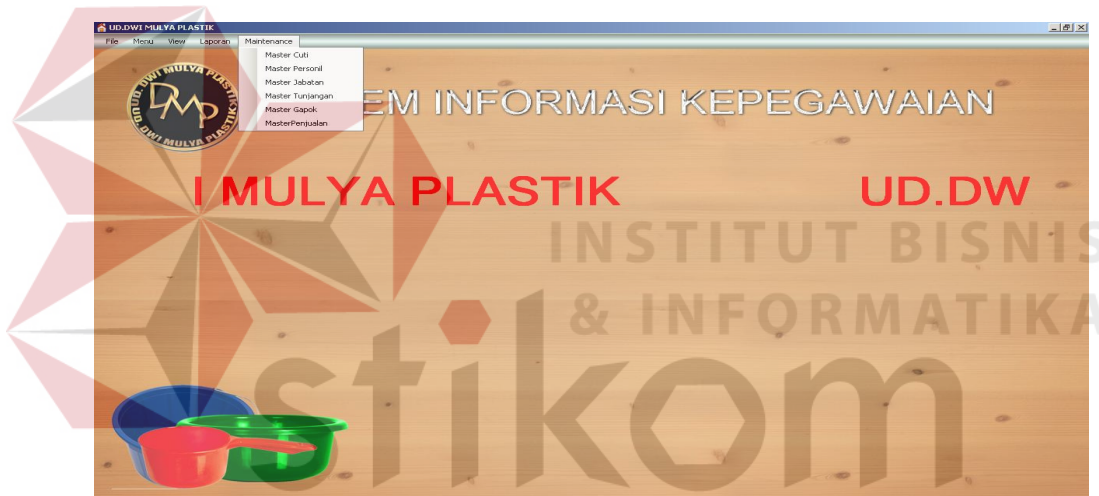 UD.DWI MULYA PLASTIK
File Menu View Laporan Maintenance
Master Cuti
Master Personil
Master Jabatan
Master Tunjangan
Master Gapok
MasterPenjualan
UD. DWI MULYA PLASTIK
DMP
UD. DWI MULYA PLASTIK
EM INFORMASI KEPEGAWAIAN
I MULYA PLASTIK UD.DW
INSTITUT BISNIS
& INFORMATIKA
stikom